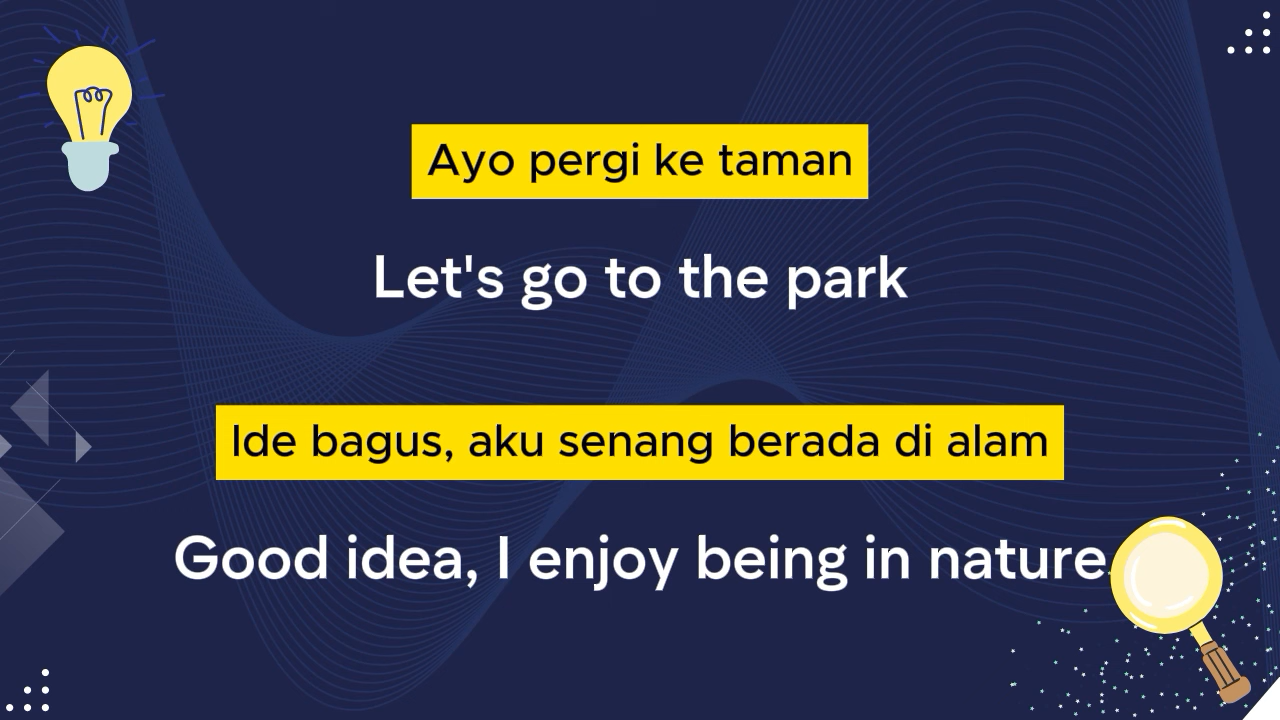 Ayo pergi ke taman
Let's go to the park
Ide bagus, aku senang berada di alam
Good idea, I enjoy being in nature.